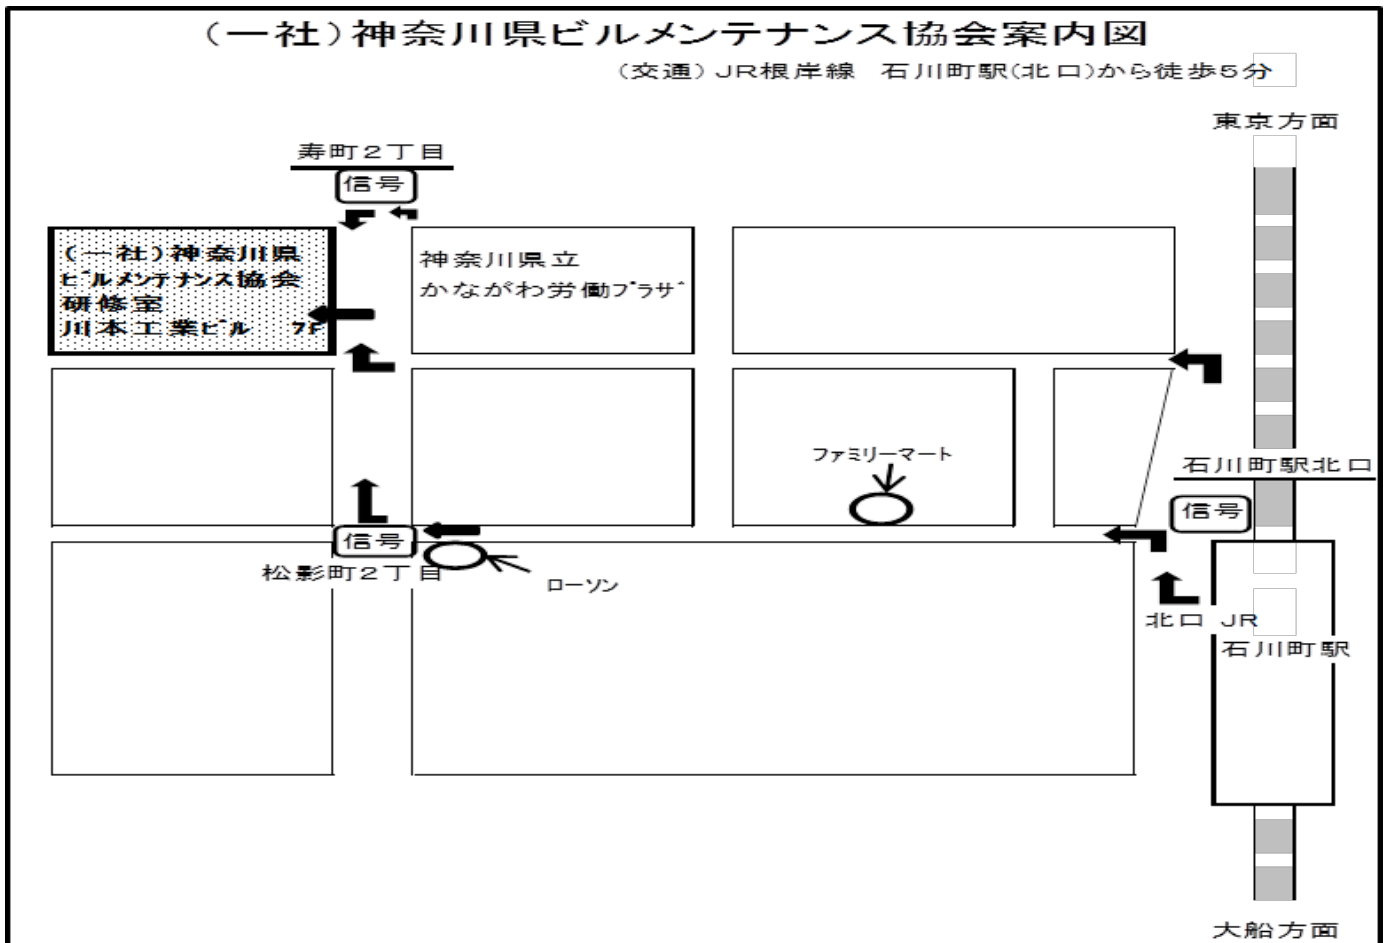 (一社)神奈川県ビルメンテナンス協会案内図
(交通)JR根岸線　石川町駅(北口)から徒歩5分
東京方面
寿町2丁目
信号
(一社)神奈川県
ﾋﾞﾙﾒﾝﾃﾅﾝｽ協会
研修室
川本工業ﾋﾞﾙ　7F
神奈川県立
かながわ労働ﾌﾟﾗｻﾞ
ファミリーマート
石川町駅北口
信号
信号
松影町2丁目
ローソン
北口 JR
石川町駅
大船方面